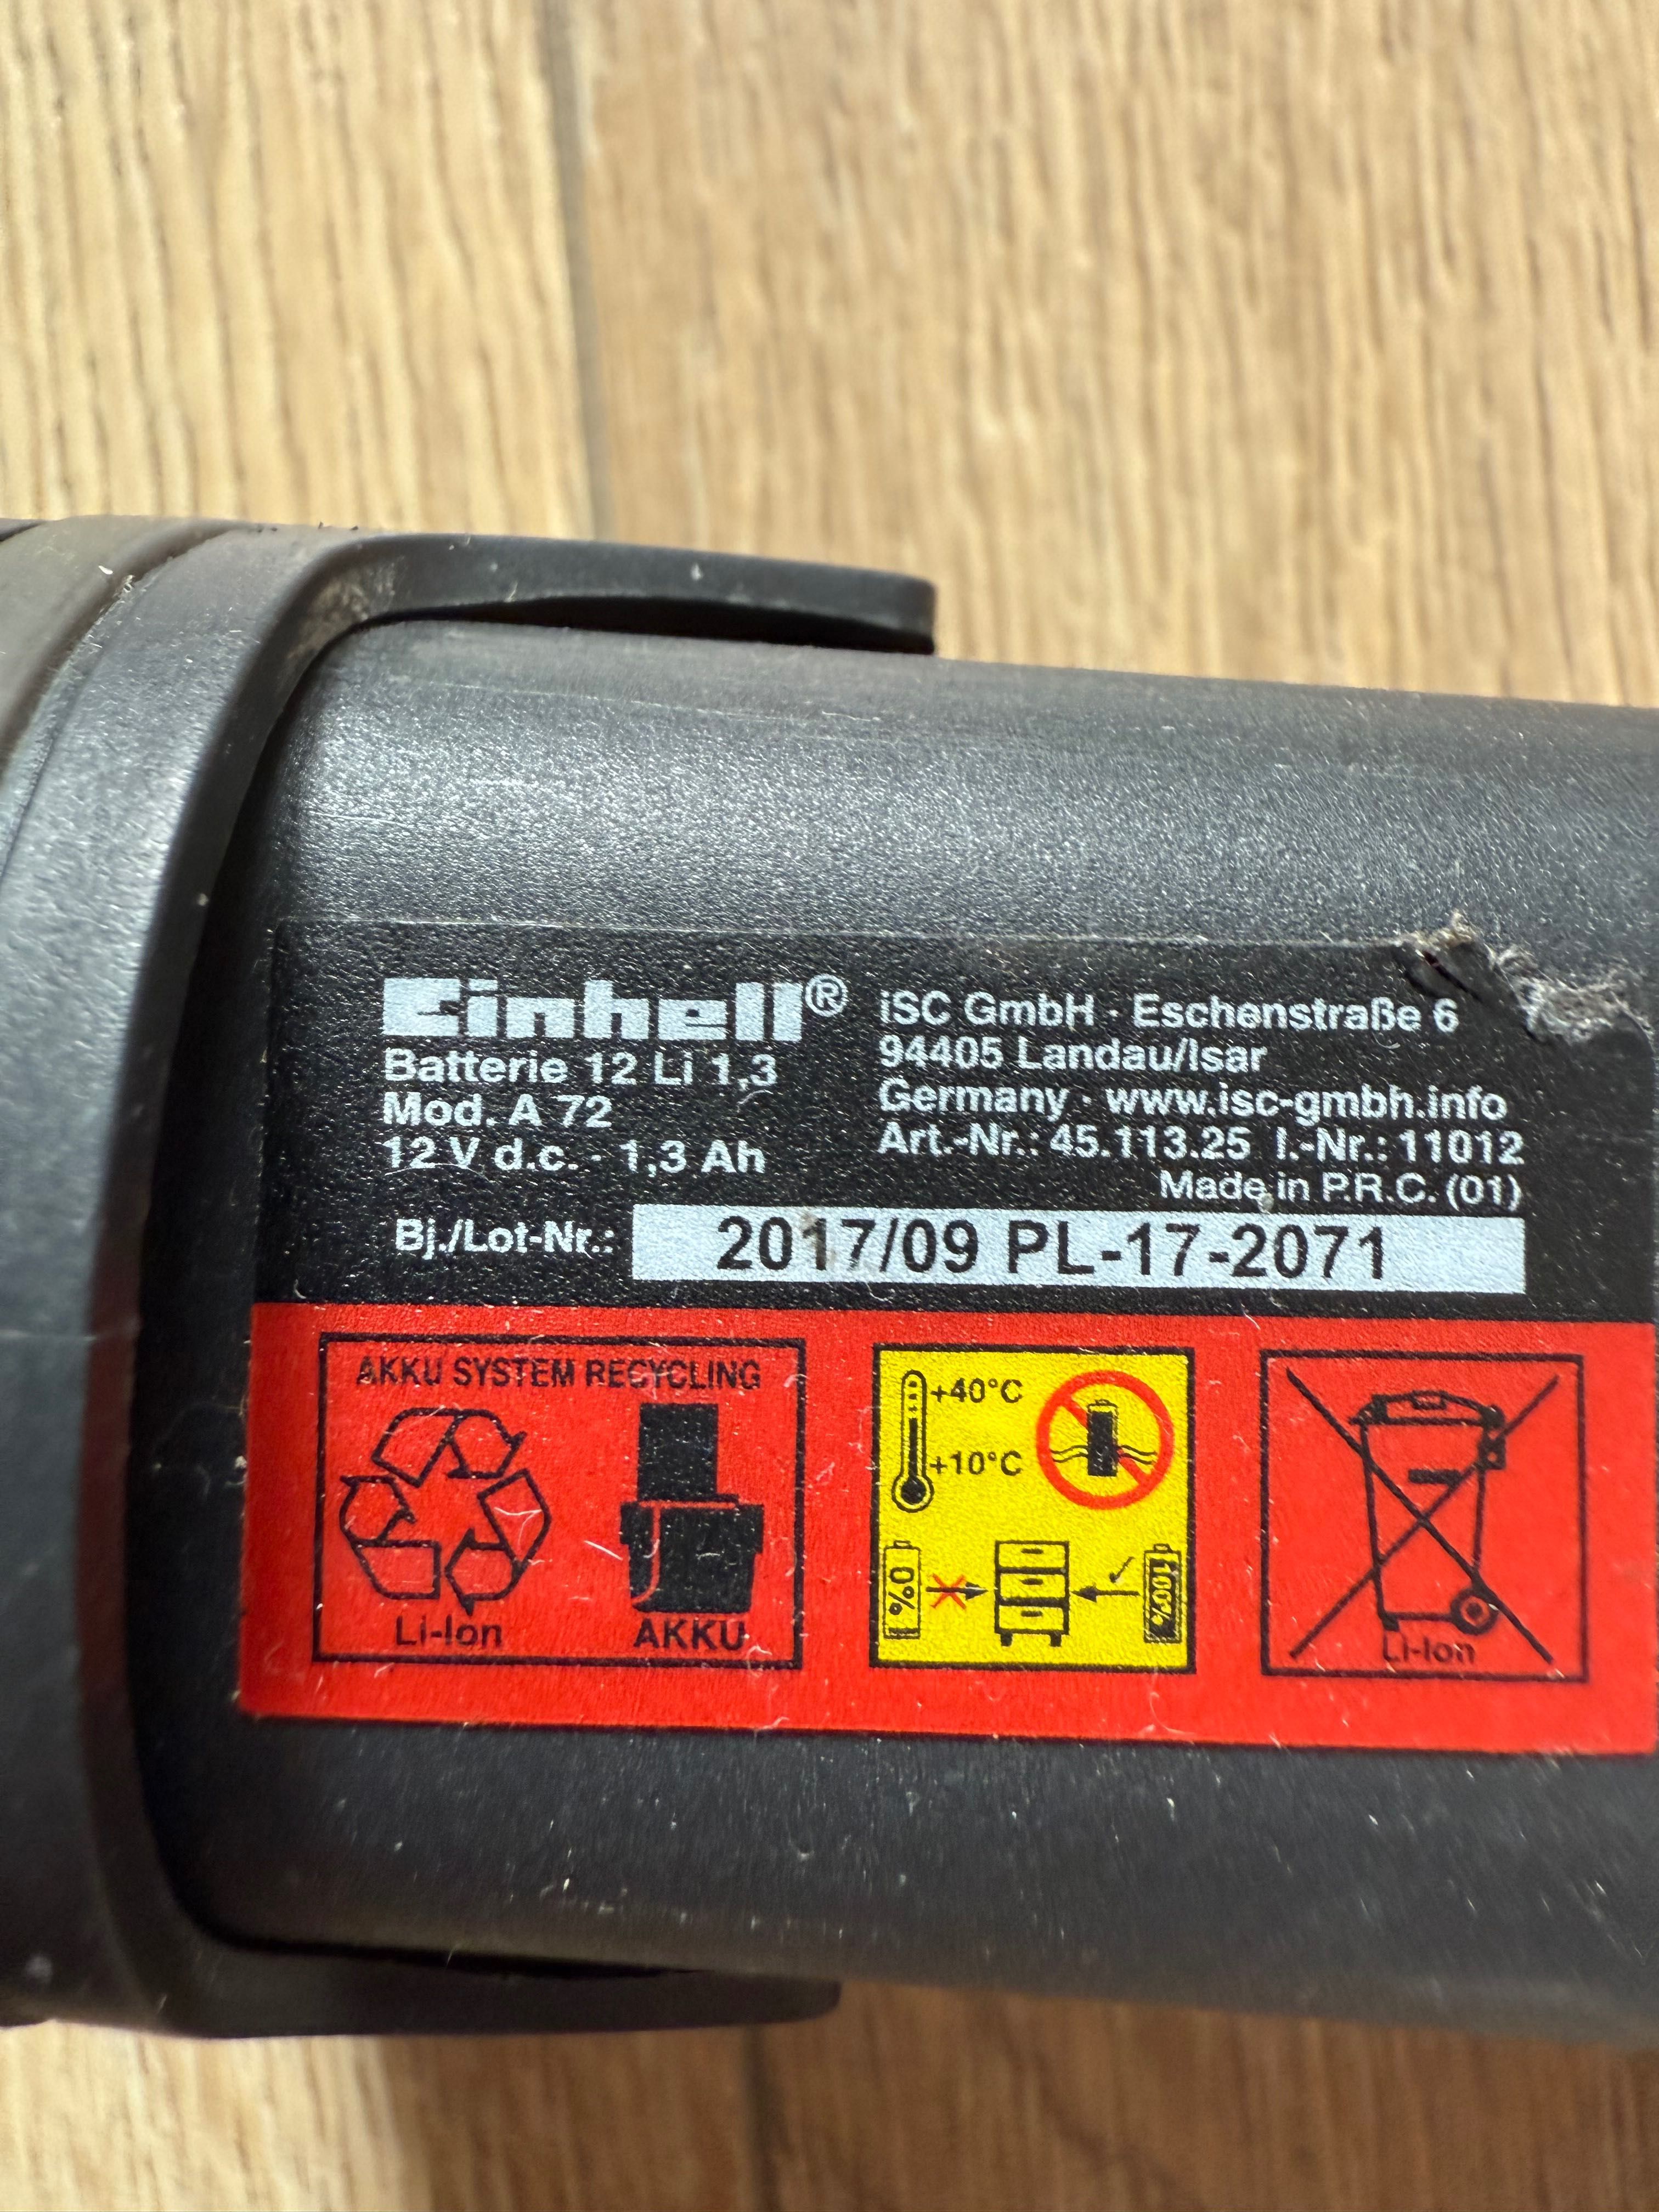 Einhell®
Batterie 12 Li 1,3
Mod. A 72
12 V d.c. · 1,3 Ah
iSC GmbH · Eschenstraße 6
94405 Landau/Isar
Germany · www.isc-gmbh.info
Art.-Nr.: 45.113.25 I.-Nr.: 11012
Made in P.R.C. (01)
Bj./Lot-Nr.: 2017/09 PL-17-2071
AKKU SYSTEM RECYCLING
Li-Ion
AKKU
+40°C
+10°C
0%
100%
Li-Ion